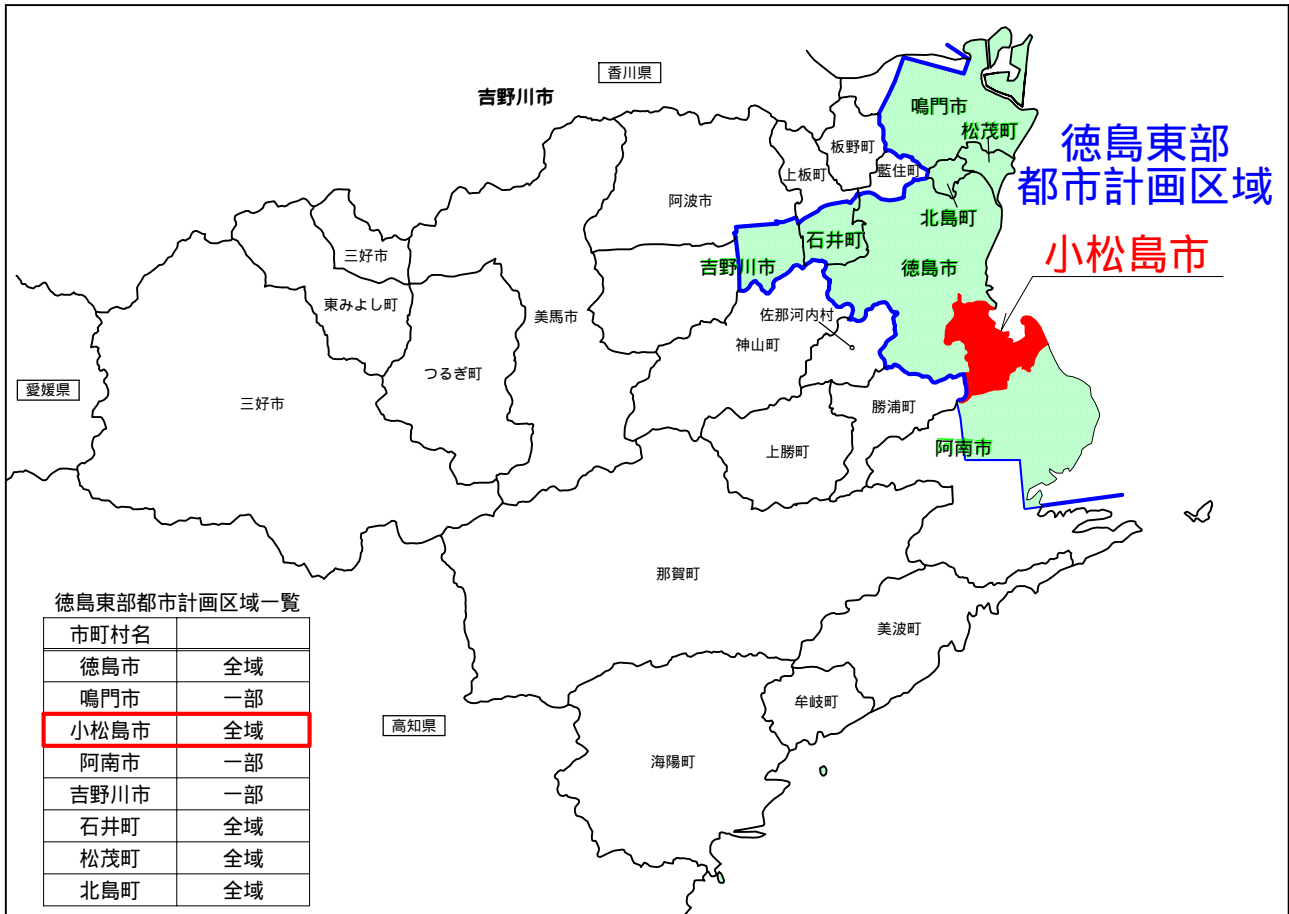 香川県
吉野川市
鳴門市
松茂町
徳島東部
都市計画区域
板野町
藍住町
上板町
阿波市
北島町
石井町
小松島市
三好市
吉野川市
徳島市
東みよし町
美馬市
佐那河内村
神山町
つるぎ町
愛媛県
三好市
勝浦町
上勝町
阿南市
那賀町
美波町
牟岐町
高知県
海陽町
徳島東部都市計画区域一覧
市町村名
徳島市 全域
鳴門市 一部
小松島市 全域
阿南市 一部
吉野川市 一部
石井町 全域
松茂町 全域
北島町 全域